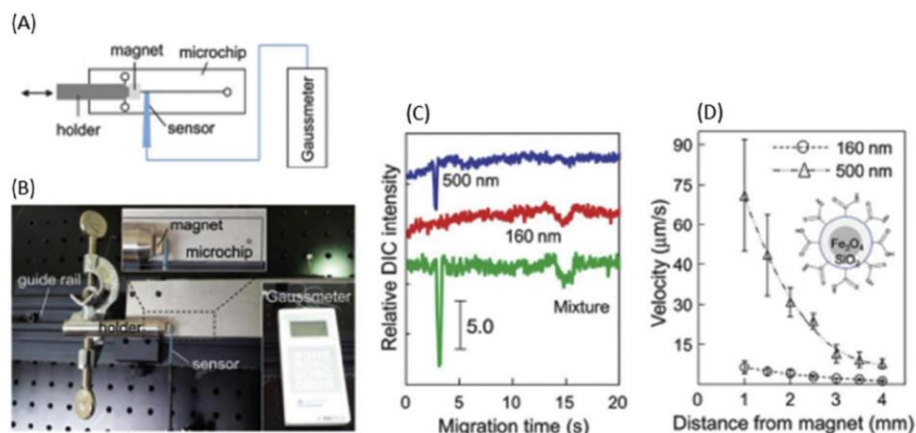 (A)
magnet
microchip
holder
sensor
Gaussmeter
(B)
magnet
microchip
guide rail
Gaussmeter
holder
sensor
(C)
Relative DIC intensity
500 nm
160 nm
Mixture
5.0
0 5 10 15 20
Migration time (s)
(D)
Velocity (μm/s)
90
75
60
40
30
15
160 nm
500 nm
Fe₃O₄
SiO₂
0 1 2 3 4
Distance from magnet (mm)